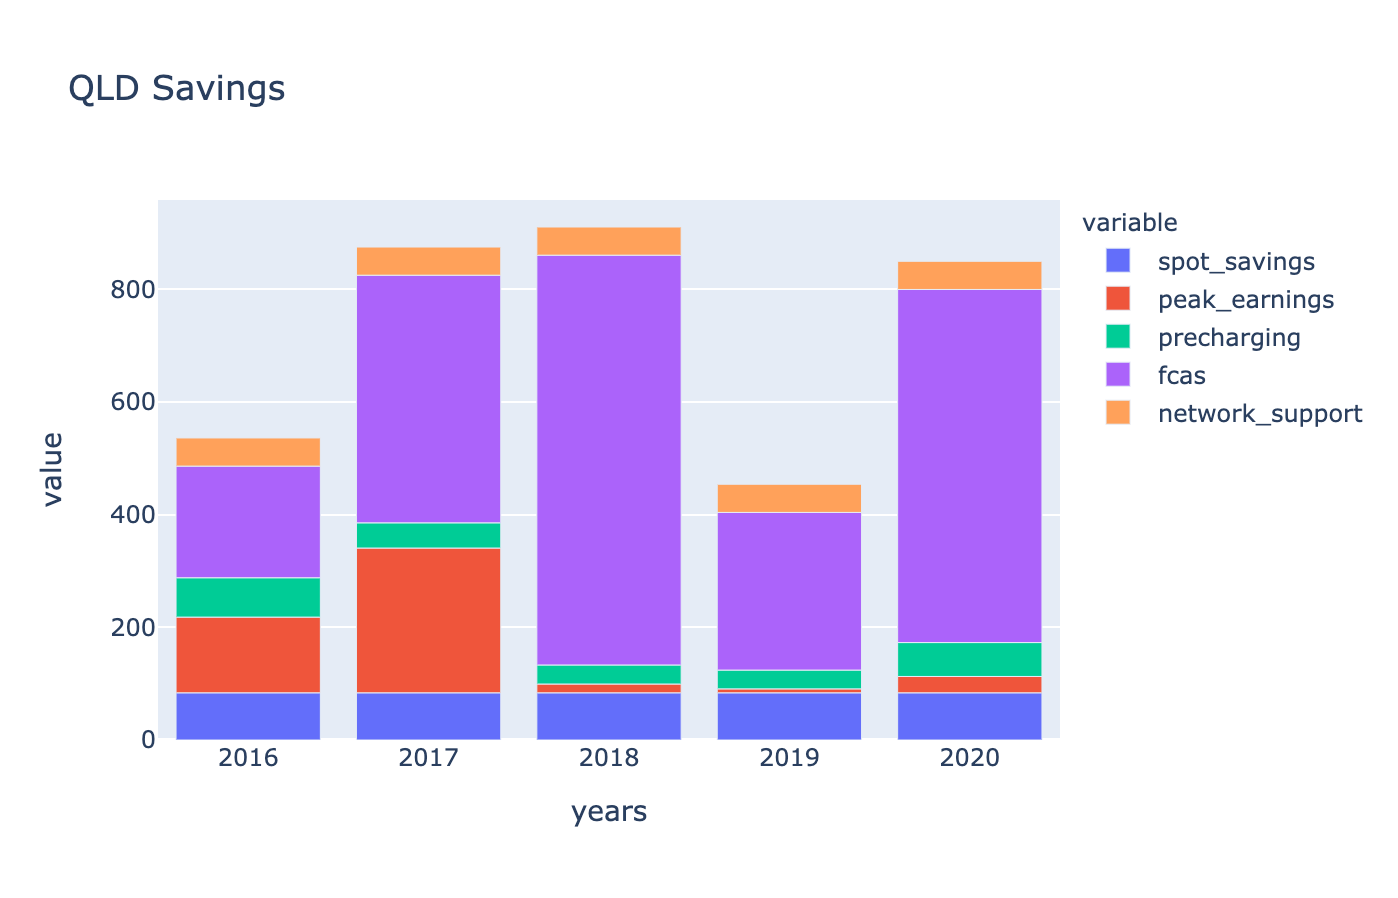 QLD Savings
variable
spot_savings
peak_earnings
precharging
fcas
network_support
value
800
600
400
200
0
2016 2017 2018 2019 2020
years